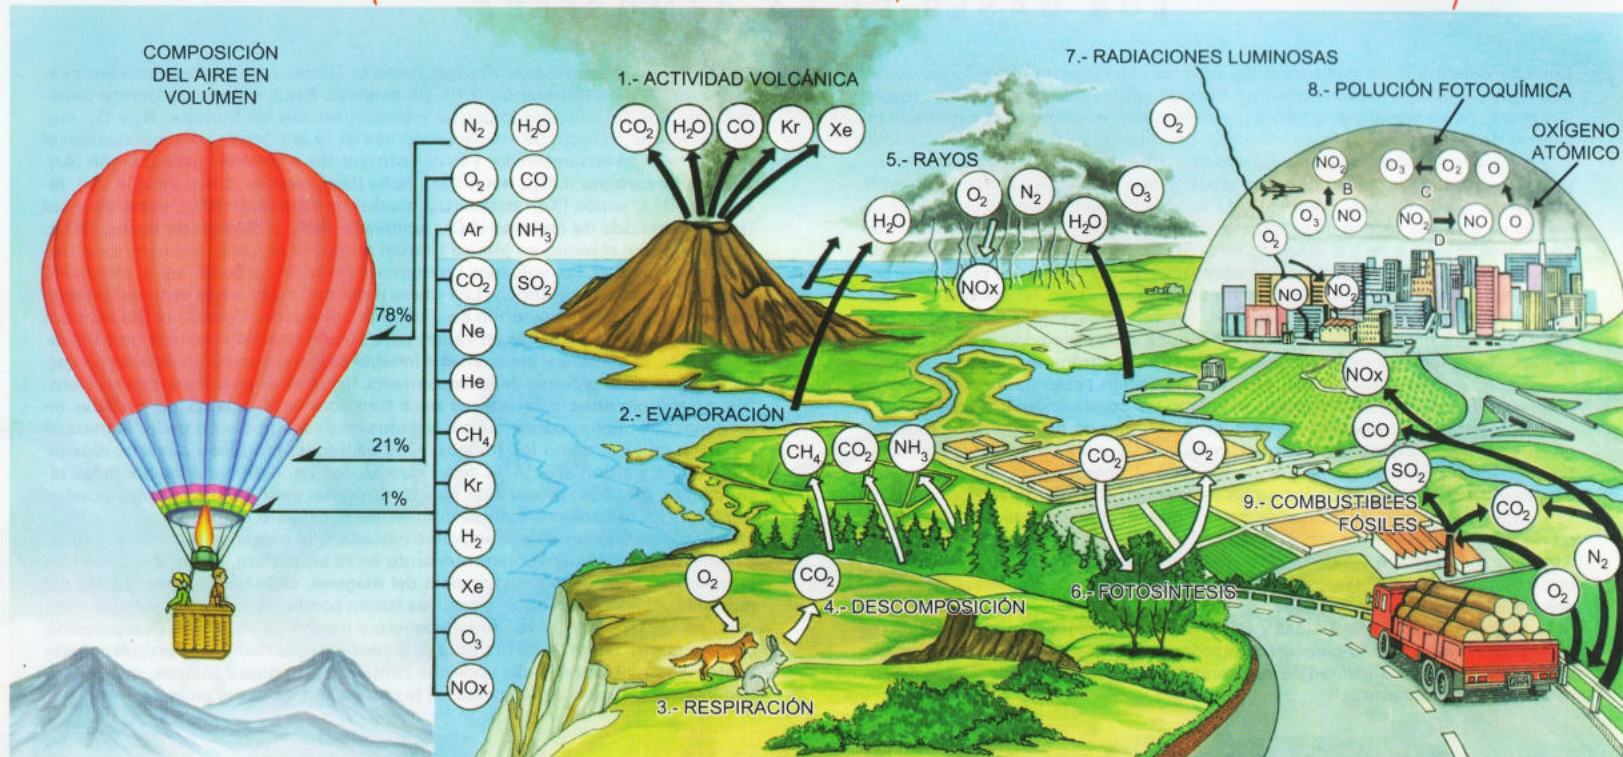 COMPOSICIÓN
DEL AIRE EN
VOLÚMEN
78%
21%
1%
N₂ H₂O
O₂ CO
Ar NH₃
CO₂ SO₂
Ne
He
CH₄
Kr
H₂
Xe
O₃
NOx
1.- ACTIVIDAD VOLCÁNICA
CO₂ H₂O CO Kr Xe
2.- EVAPORACIÓN
H₂O
H₂O
5.- RAYOS
O₂ N₂
NOx
O₂
O₃
CH₄ CO₂ NH₃
4.- DESCOMPOSICIÓN
O₂ CO₂
3.- RESPIRACIÓN
CO₂ O₂
6.- FOTOSÍNTESIS
7.- RADIACIONES LUMINOSAS
8.- POLUCIÓN FOTOQUÍMICA
OXÍGENO
ATÓMICO
NO₂ O₃ O₂ O
B C
O₃ NO NO₂ NO O
D
O₂
NO NO₂
NOx
CO
SO₂
9.- COMBUSTIBLES
FÓSILES
CO₂
N₂
O₂